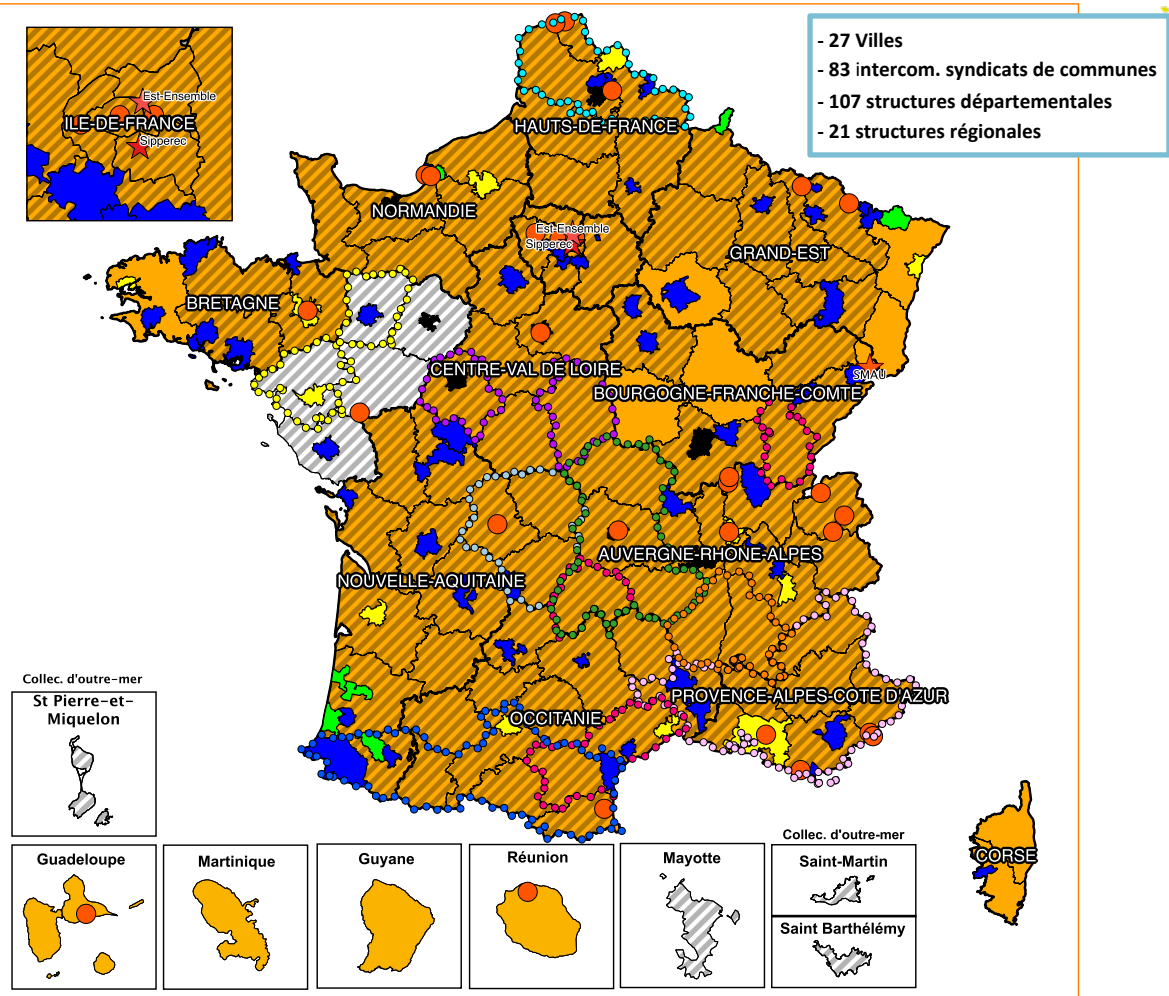 - 27 Villes
- 83 intercom. syndicats de communes
- 107 structures départementales
- 21 structures régionales
Est-Ensemble
ILE-DE-FRANCE
Sipperec
HAUTS-DE-FRANCE
NORMANDIE
Est-Ensemble
Sipperec
GRAND-EST
BRETAGNE
SMAU
CENTRE-VAL DE LOIRE
BOURGOGNE-FRANCHE-COMTE
AUVERGNE-RHONE-ALPES
NOUVELLE-AQUITAINE
PROVENCE-ALPES-COTE D'AZUR
OCCITANIE
CORSE
Collec. d'outre-mer
St Pierre-et-
Miquelon
Guadeloupe
Martinique
Guyane
Réunion
Mayotte
Collec. d'outre-mer
Saint-Martin
Saint Barthélémy